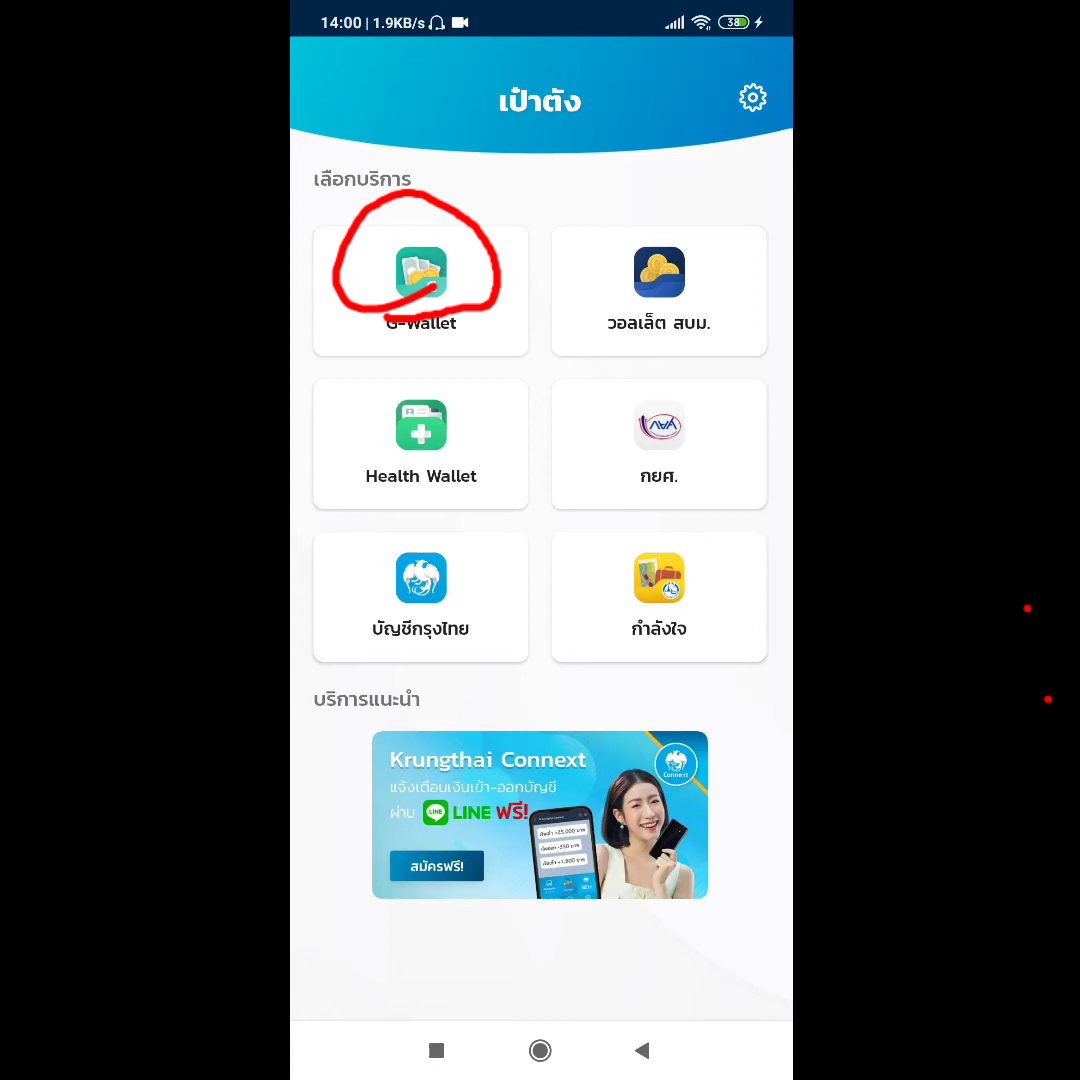 14:00 | 1.9KB/s
38
เป๋าตัง
เลือกบริการ
G-Wallet
วอลเล็ต สบม.
Health Wallet
กยศ.
บัญชีกรุงไทย
กำลังใจ
บริการแนะนำ
Krungthai Connext
แจ้งเตือนเงินเข้า-ออกบัญชี
ผ่าน LINE LINE ฟรี!
สมัครฟรี!
Connext